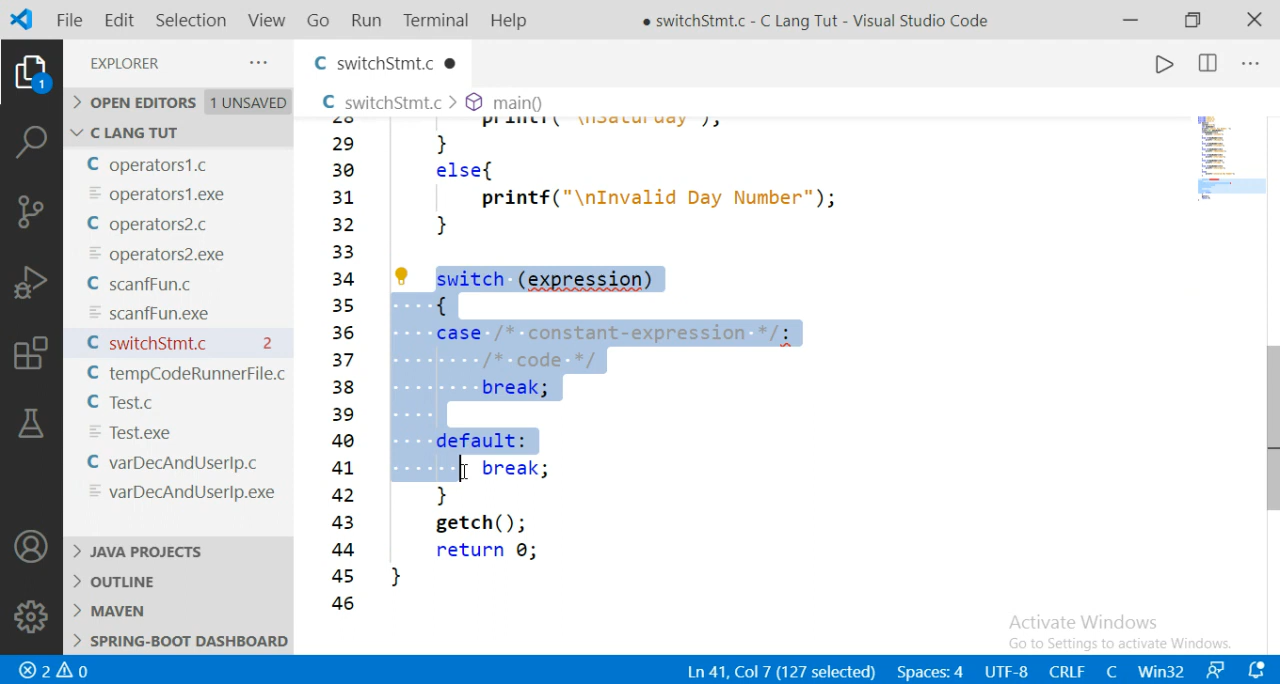 File Edit Selection View Go Run Terminal Help ● switchStmt.c - C Lang Tut - Visual Studio Code
EXPLORER ···
C switchStmt.c ●
1
OPEN EDITORS 1 UNSAVED
C switchStmt.c > main()
C LANG TUT
C operators1.c
operators1.exe
C operators2.c
operators2.exe
C scanfFun.c
scanfFun.exe
C switchStmt.c 2
C tempCodeRunnerFile.c
C Test.c
Test.exe
C varDecAndUserIp.c
varDecAndUserIp.exe
JAVA PROJECTS
OUTLINE
MAVEN
SPRING-BOOT DASHBOARD
28 printf("\nSaturday");
29 }
30 else{
31 printf("\nInvalid Day Number");
32 }
33
34 switch (expression)
35 {
36 case /* constant-expression */:
37 /* code */
38 break;
39
40 default:
41 break;
42 }
43 getch();
44 return 0;
45 }
46
Activate Windows
Go to Settings to activate Windows.
2 0 Ln 41, Col 7 (127 selected) Spaces: 4 UTF-8 CRLF C Win32